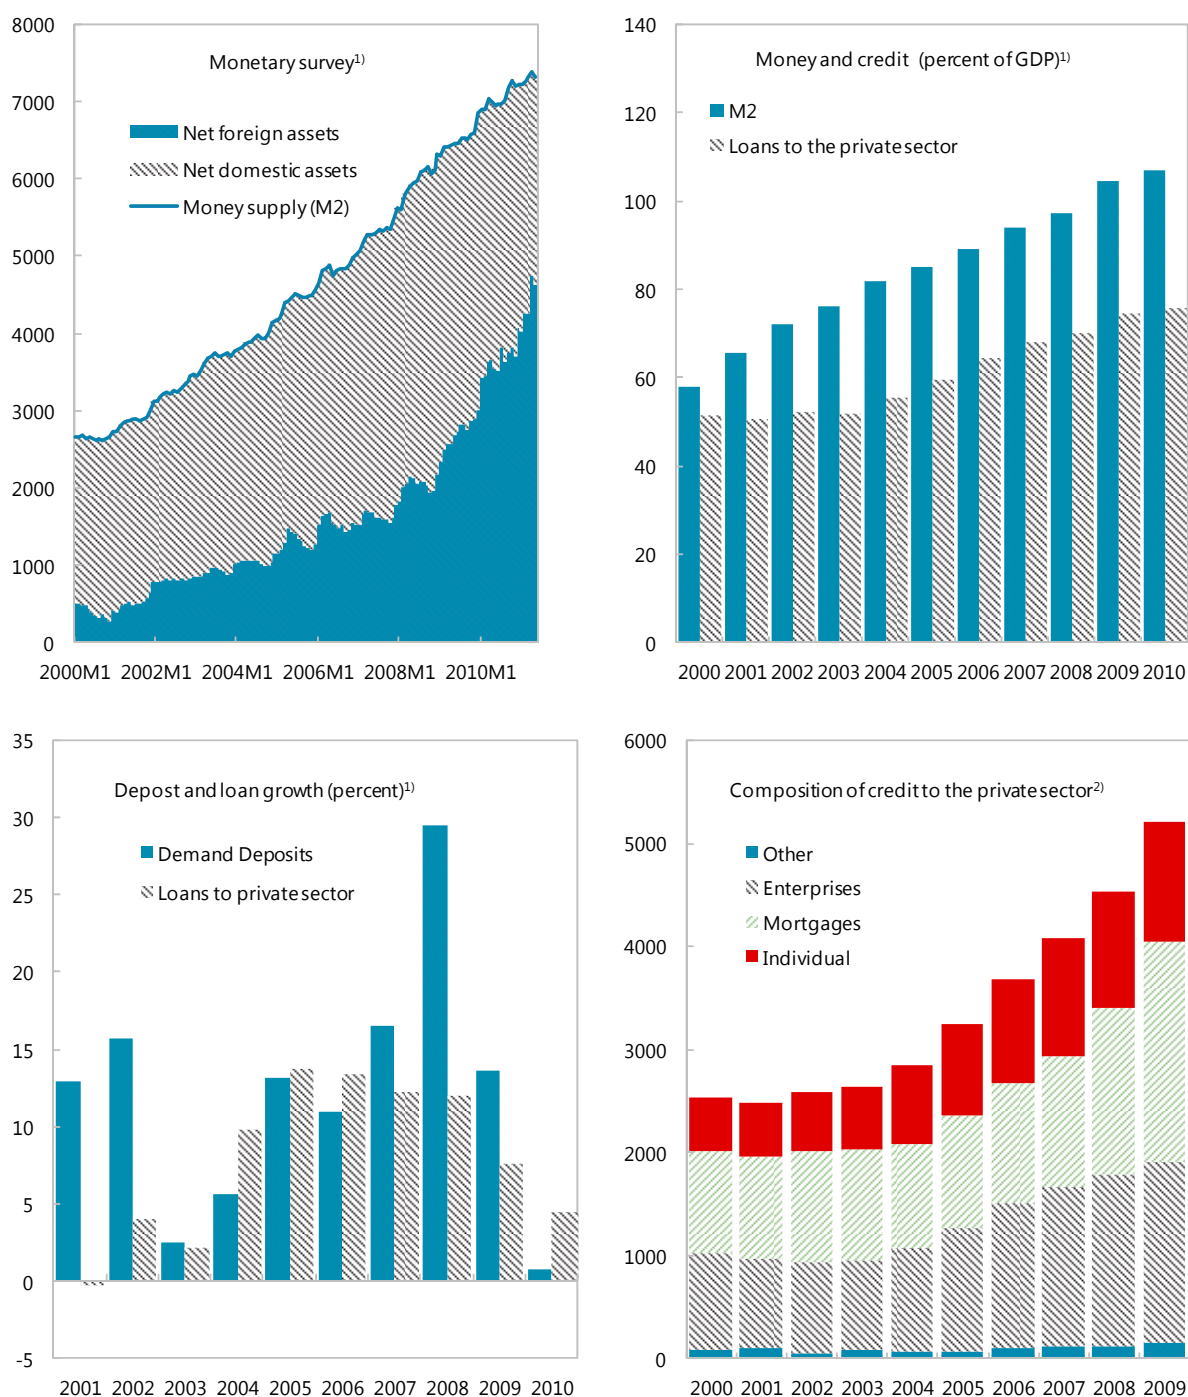 Monetary survey1)
Net foreign assets
Net domestic assets
Money supply (M2)
8000
7000
6000
5000
4000
3000
2000
1000
0
2000M1 2002M1 2004M1 2006M1 2008M1 2010M1
Money and credit (percent of GDP)1)
M2
Loans to the private sector
140
120
100
80
60
40
20
0
2000 2001 2002 2003 2004 2005 2006 2007 2008 2009 2010
Depost and loan growth (percent)1)
Demand Deposits
Loans to private sector
35
30
25
20
15
10
5
0
-5
2001 2002 2003 2004 2005 2006 2007 2008 2009 2010
Composition of credit to the private sector2)
Other
Enterprises
Mortgages
Individual
6000
5000
4000
3000
2000
1000
0
2000 2001 2002 2003 2004 2005 2006 2007 2008 2009